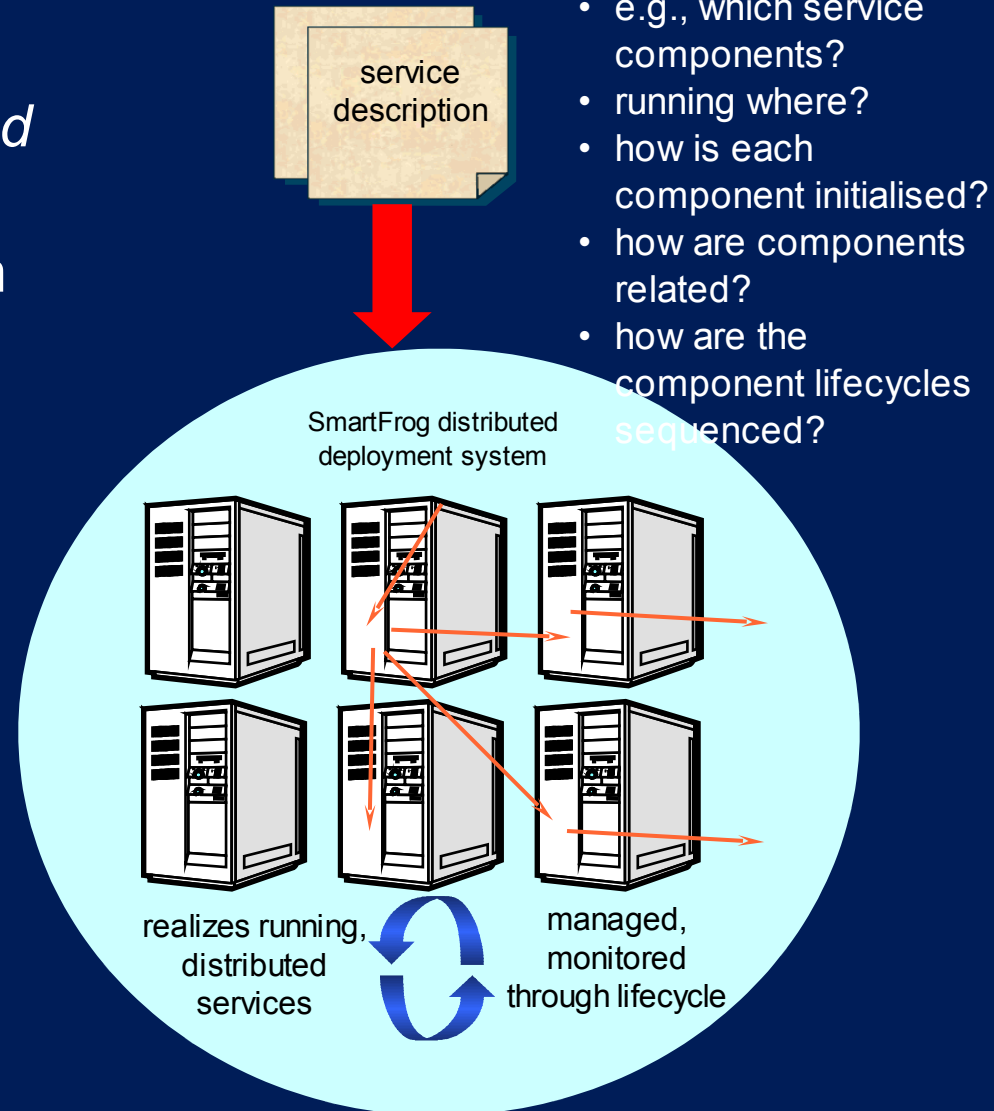 d
n
service
description
• e.g., which service
components?
• running where?
• how is each
component initialised?
• how are components
related?
• how are the
component lifecycles
sequenced?
SmartFrog distributed
deployment system
realizes running,
distributed
services
managed,
monitored
through lifecycle